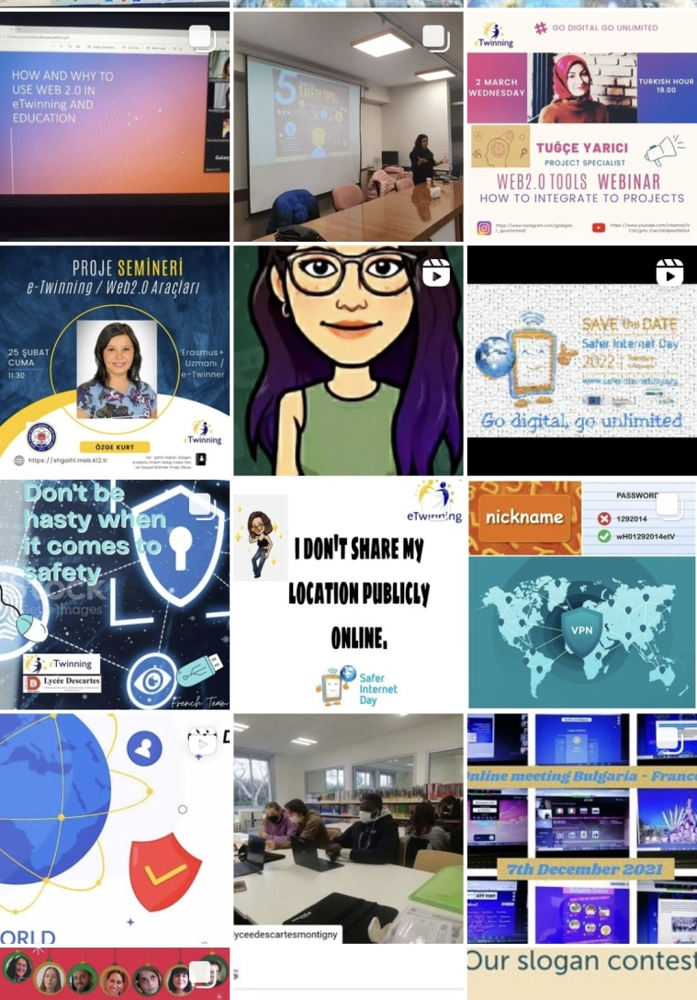 HOW AND WHY TO
USE WEB 2.0 IN
eTwinning AND
EDUCATION
5
SAFETY TIPS
eTwinning
GO DIGITAL GO UNLIMITED
2 MARCH
WEDNESDAY
TURKISH HOUR
19.00
TUĞÇE YARICI
PROJECT SPECIALIST
WEB2.0 TOOLS WEBINAR
HOW TO INTEGRATE TO PROJECTS
PROJE SEMİNERİ
e-Twinning / Web2.0 Araçları
25 ŞUBAT
CUMA
11.30
Erasmus+
Uzmanı /
e-Twinner
ÖZGE KURT
eTwinning
https://shgaihl.meb.k12.tr
SAVE the DATE
Safer Internet Day
2022
www.saferinternetday.org
Go digital, go unlimited
Don't be
hasty when
it comes to
safety
Getty Images
eTwinning
Lycée Descartes
French Team
eTwinning
I DON'T SHARE MY
LOCATION PUBLICLY
ONLINE.
Safer
Internet
Day
nickname
PASSWORD
1292014
wH01292014etV
VPN
ORLD
lyceedescartesmontigny
Online meeting Bulgaria - France
7th December 2021
Our slogan contest